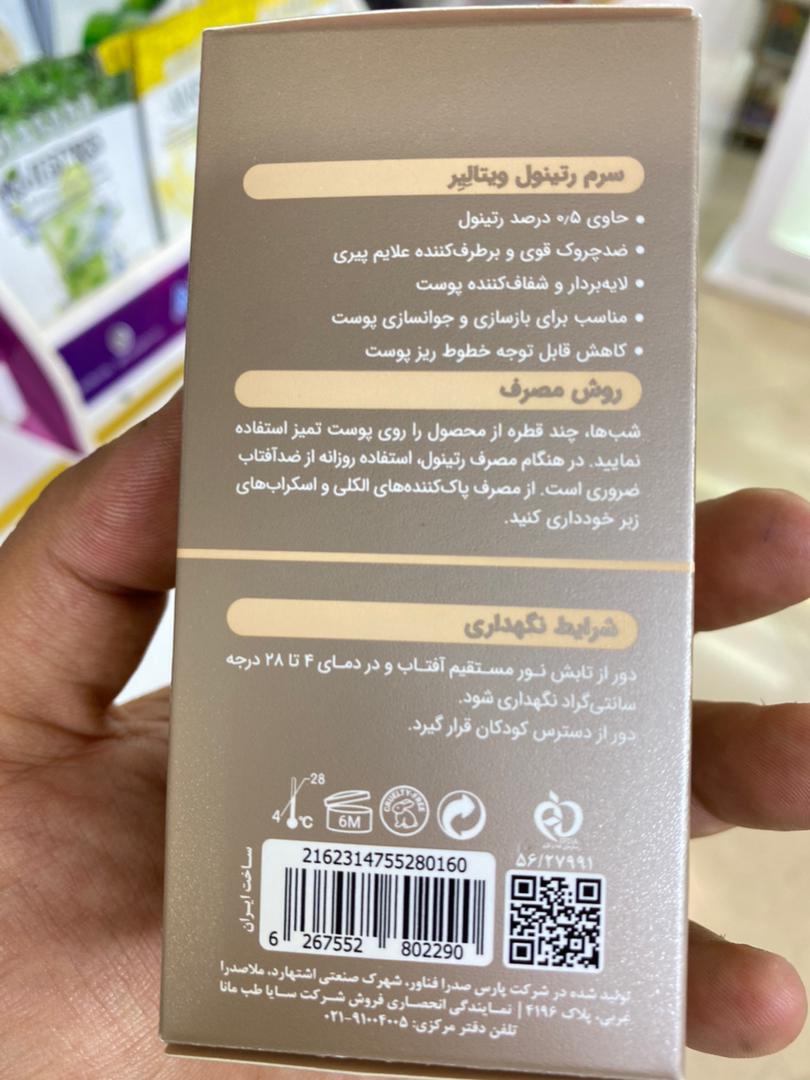 سرم رتینول ویتالیر
• حاوی ۰٫۵ درصد رتینول
• ضدچروک قوی و برطرف‌کننده علایم پیری
• لایه‌بردار و شفاف‌کننده پوست
• مناسب برای بازسازی و جوانسازی پوست
• کاهش قابل توجه خطوط ریز پوست
روش مصرف
شب‌ها، چند قطره از محصول را روی پوست تمیز استفاده
نمایید. در هنگام مصرف رتینول، استفاده روزانه از ضدآفتاب
ضروری است. از مصرف پاک‌کننده‌های الکلی و اسکراب‌های
زبر خودداری کنید.
شرایط نگهداری
دور از تابش نور مستقیم آفتاب و در دمای ۴ تا ۲۸ درجه
سانتی‌گراد نگهداری شود.
دور از دسترس کودکان قرار گیرد.
28
4 °C
6M
CRUELTY-FREE
۵۶/۲۷۹۹۱
ساخت ایران
2162314755280160
6 267552 802290
تولید شده در شرکت پارس صدرا فناور، شهرک صنعتی اشتهارد، ملاصدرا
غربی، پلاک ۴۱۹۶ | نمایندگی انحصاری فروش شرکت سایا طب مانا
تلفن دفتر مرکزی: ۹۱۰۰۴۰۰۵-۰۲۱